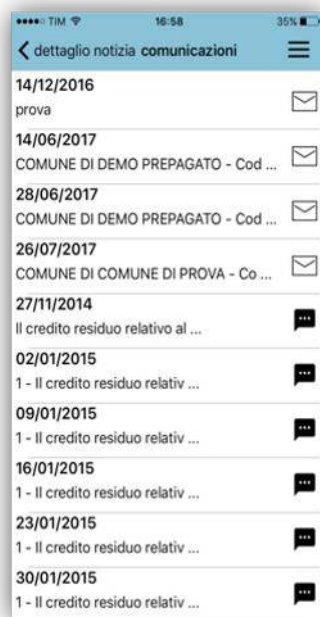 TIM 16:58 35%
dettaglio notizia comunicazioni
14/12/2016
prova
14/06/2017
COMUNE DI DEMO PREPAGATO - Cod ...
28/06/2017
COMUNE DI DEMO PREPAGATO - Cod ...
26/07/2017
COMUNE DI COMUNE DI PROVA - Co ...
27/11/2014
Il credito residuo relativo al ...
02/01/2015
1 - Il credito residuo relativ ...
09/01/2015
1 - Il credito residuo relativ ...
16/01/2015
1 - Il credito residuo relativ ...
23/01/2015
1 - Il credito residuo relativ ...
30/01/2015
1 - Il credito residuo relativ ...